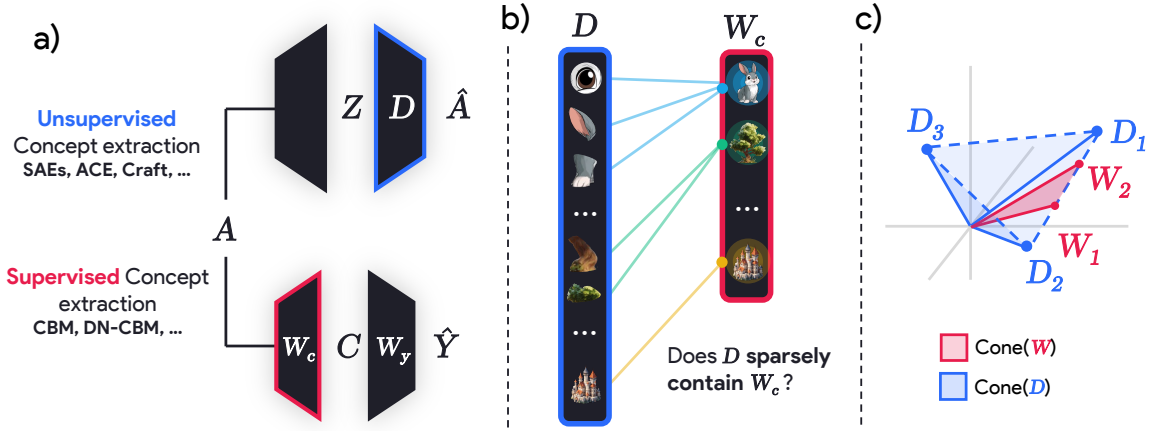 a)
Unsupervised
Concept extraction
SAEs, ACE, Craft, ...
Z
D
Â
A
Supervised Concept
extraction
CBM, DN-CBM, ...
W_c
C
W_y
Ŷ
b)
D
W_c
...
...
...
Does D sparsely
contain W_c?
c)
D_3
D_1
W_2
W_1
D_2
Cone(W)
Cone(D)